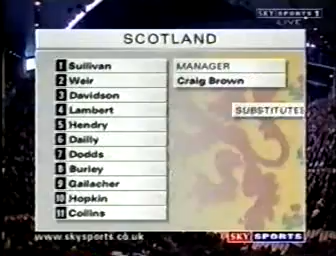 SKY SPORTS 1
LIVE
SCOTLAND
1 Sullivan
2 Weir
3 Davidson
4 Lambert
5 Hendry
6 Dailly
7 Dodds
8 Burley
9 Gallacher
10 Hopkin
11 Collins
MANAGER
Craig Brown
SUBSTITUTES
www.skysports.co.uk
SKY SPORTS